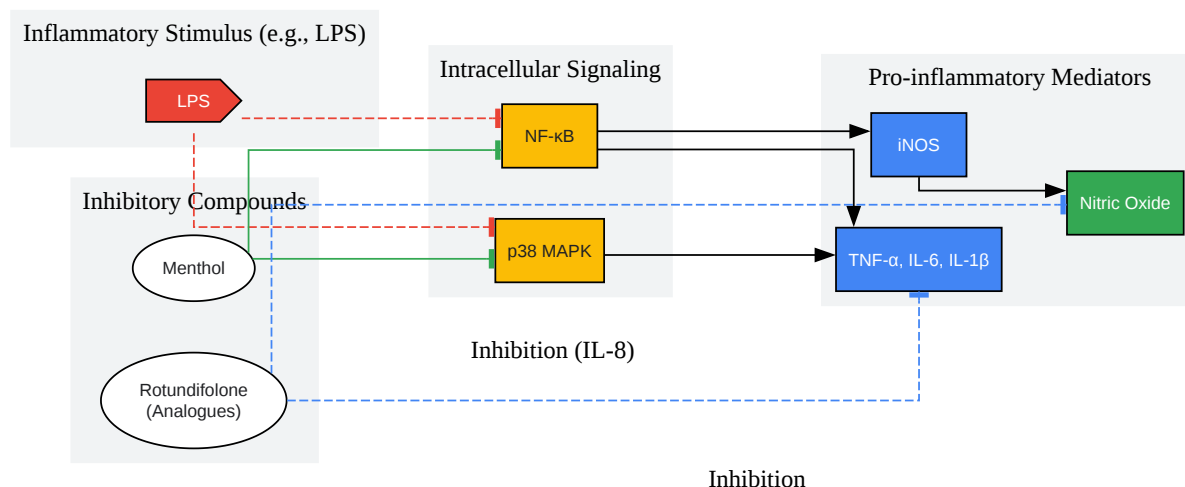 Inflammatory Stimulus (e.g., LPS)
LPS
Intracellular Signaling
NF-κB
p38 MAPK
Pro-inflammatory Mediators
iNOS
Nitric Oxide
TNF-α, IL-6, IL-1β
Inhibitory Compounds
Menthol
Rotundifolone
(Analogues)
Inhibition (IL-8)
Inhibition